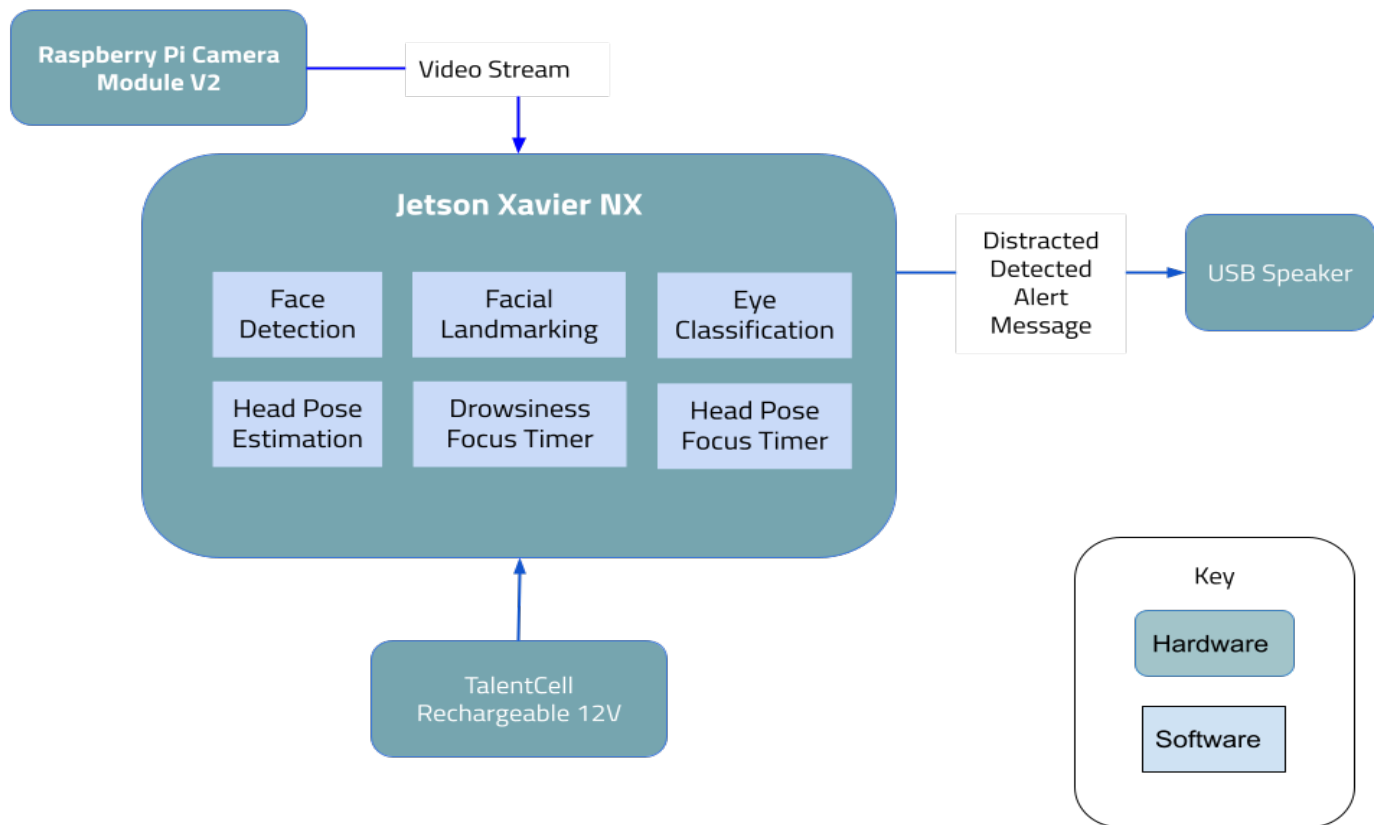 Raspberry Pi Camera
Module V2
Video Stream
Jetson Xavier NX
Face
Detection
Facial
Landmarking
Eye
Classification
Head Pose
Estimation
Drowsiness
Focus Timer
Head Pose
Focus Timer
Distracted
Detected
Alert
Message
USB Speaker
TalentCell
Rechargeable 12V
Key
Hardware
Software